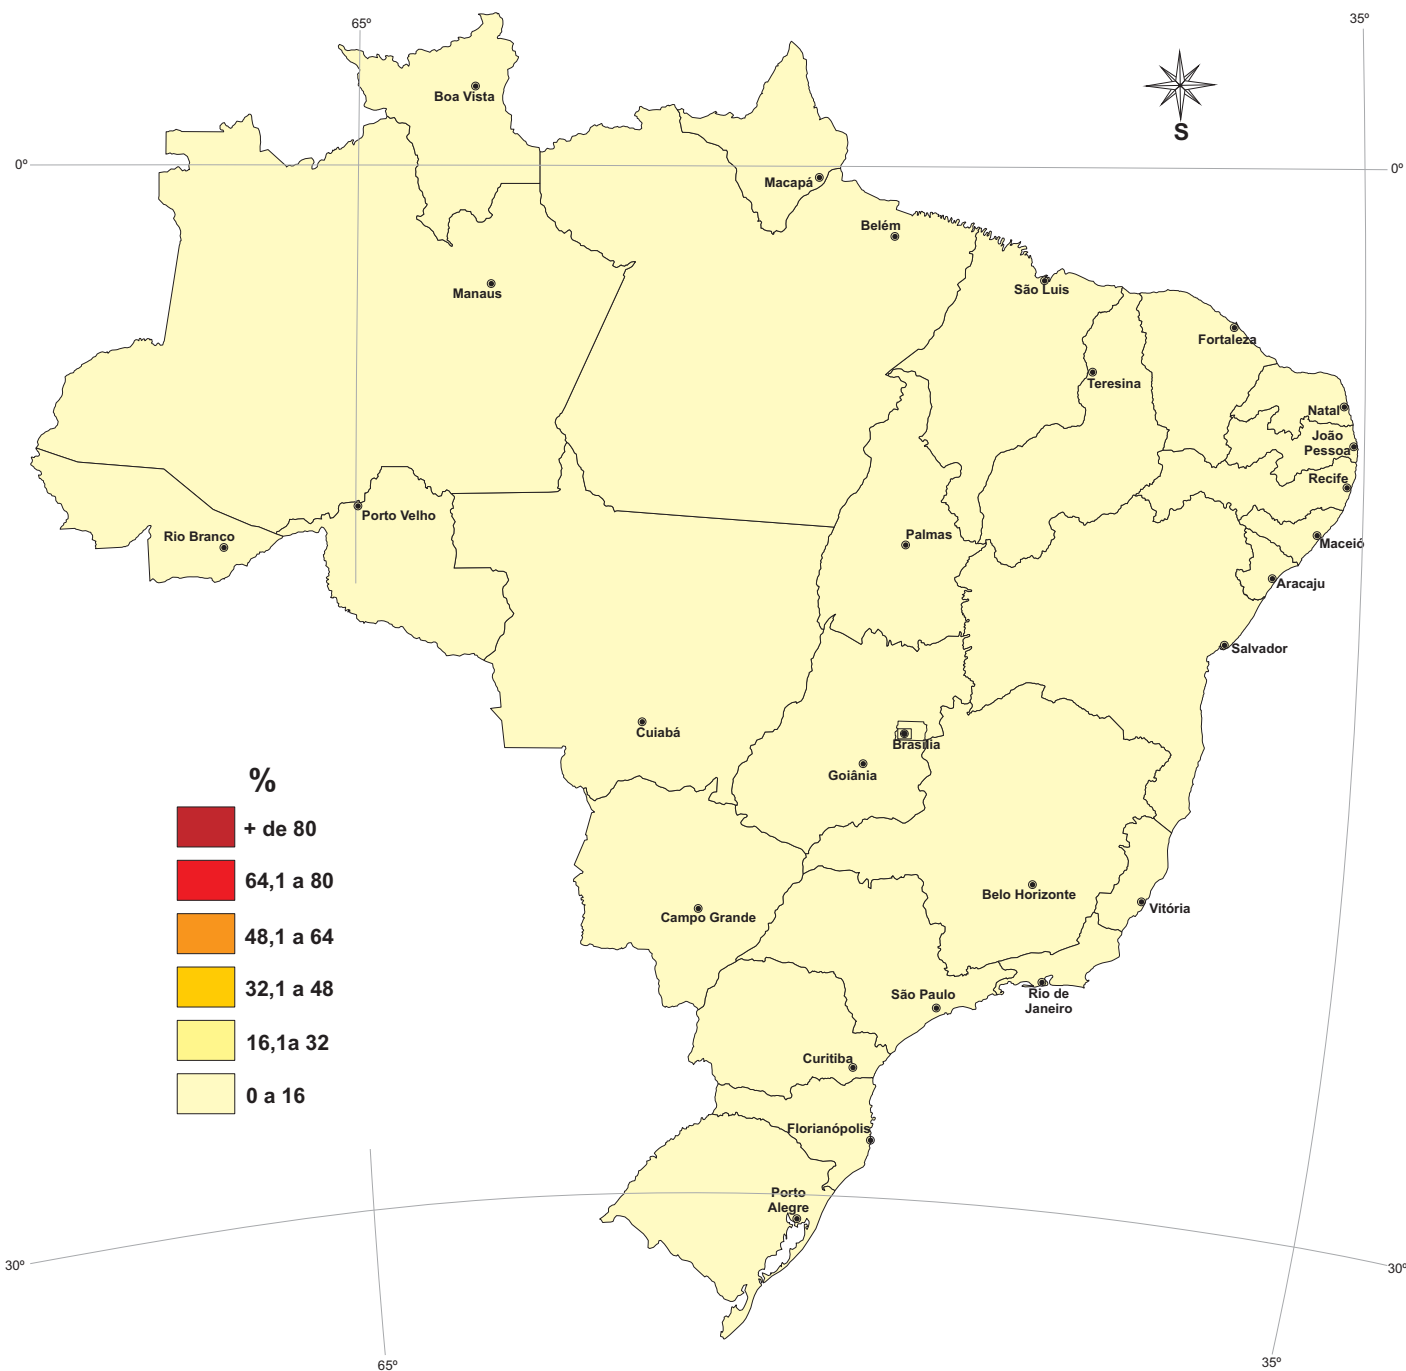 65º
35º
Boa Vista
S
0º
0º
Macapá
Belém
Manaus
São Luis
Fortaleza
Teresina
Natal
João
Pessoa
Recife
Porto Velho
Rio Branco
Palmas
Maceió
Aracaju
Salvador
Cuiabá
Brasília
Goiânia
%
+ de 80
64,1 a 80
48,1 a 64
32,1 a 48
16,1a 32
0 a 16
Belo Horizonte
Campo Grande
Vitória
São Paulo
Rio de
Janeiro
Curitiba
Florianópolis
Porto
Alegre
30º
30º
65º
35º